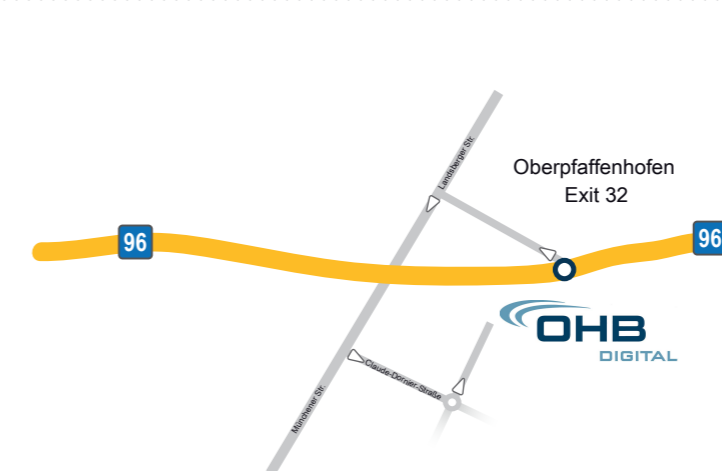 Landsberger Str.
Oberpfaffenhofen
Exit 32
96
96
OHB
DIGITAL
Claude-Dornier-Straße
Münchener Str.